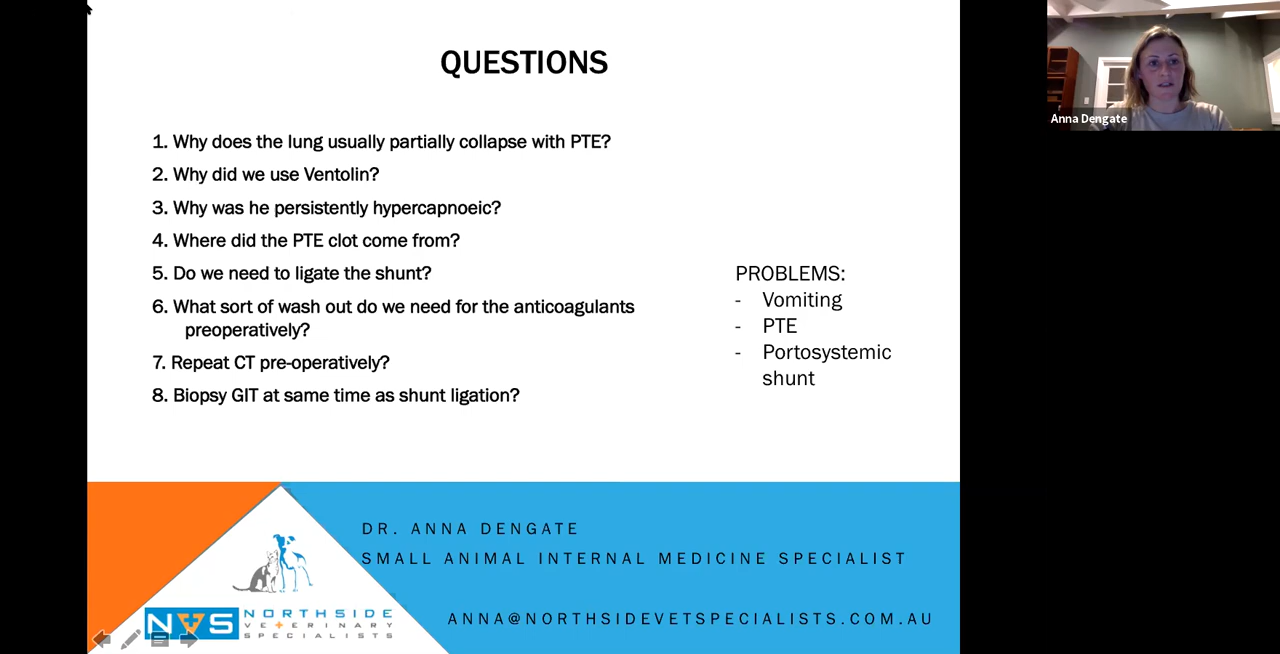 QUESTIONS
Anna Dengate
1. Why does the lung usually partially collapse with PTE?
2. Why did we use Ventolin?
3. Why was he persistently hypercapnoeic?
4. Where did the PTE clot come from?
5. Do we need to ligate the shunt?
6. What sort of wash out do we need for the anticoagulants
preoperatively?
7. Repeat CT pre-operatively?
8. Biopsy GIT at same time as shunt ligation?
PROBLEMS:
- Vomiting
- PTE
- Portosystemic
shunt
DR. ANNA DENGATE
SMALL ANIMAL INTERNAL MEDICINE SPECIALIST
ANNA@NORTHSIDEVETSPECIALISTS.COM.AU
NVS
NORTHSIDE
VETERINARY
SPECIALISTS